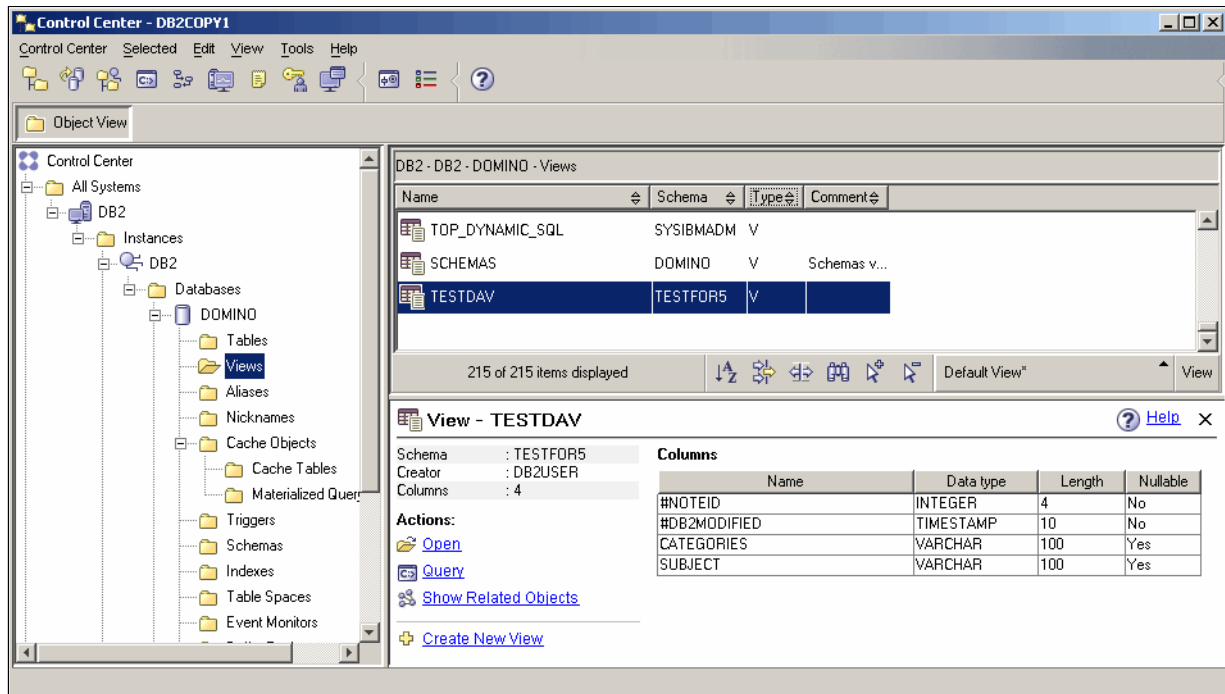 Control Center - DB2COPY1
Control Center Selected Edit View Tools Help
Object View
Control Center
All Systems
DB2
Instances
DB2
Databases
DOMINO
Tables
Views
Aliases
Nicknames
Cache Objects
Cache Tables
Materialized Query
Triggers
Schemas
Indexes
Table Spaces
Event Monitors
DB2 - DB2 - DOMINO - Views
Name Schema Type Comment
TOP_DYNAMIC_SQL SYSIBMADM V
SCHEMAS DOMINO V Schemas v...
TESTDAV TESTFOR5 V
215 of 215 items displayed Default View* View
View - TESTDAV Help
Schema : TESTFOR5
Creator : DB2USER
Columns : 4
Actions:
Open
Query
Show Related Objects
Create New View
Columns
Name Data type Length Nullable
#NOTEID INTEGER 4 No
#DB2MODIFIED TIMESTAMP 10 No
CATEGORIES VARCHAR 100 Yes
SUBJECT VARCHAR 100 Yes